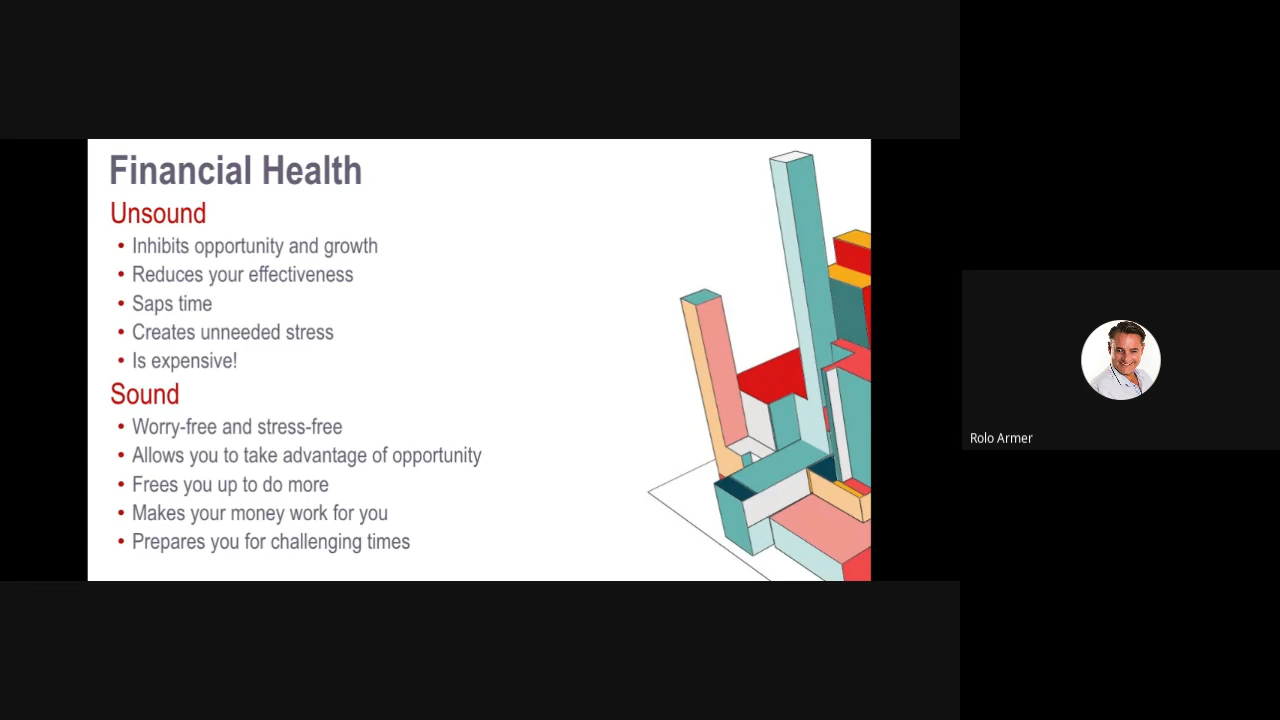 Financial Health
Unsound
• Inhibits opportunity and growth
• Reduces your effectiveness
• Saps time
• Creates unneeded stress
• Is expensive!
Sound
• Worry-free and stress-free
• Allows you to take advantage of opportunity
• Frees you up to do more
• Makes your money work for you
• Prepares you for challenging times
Rolo Armer